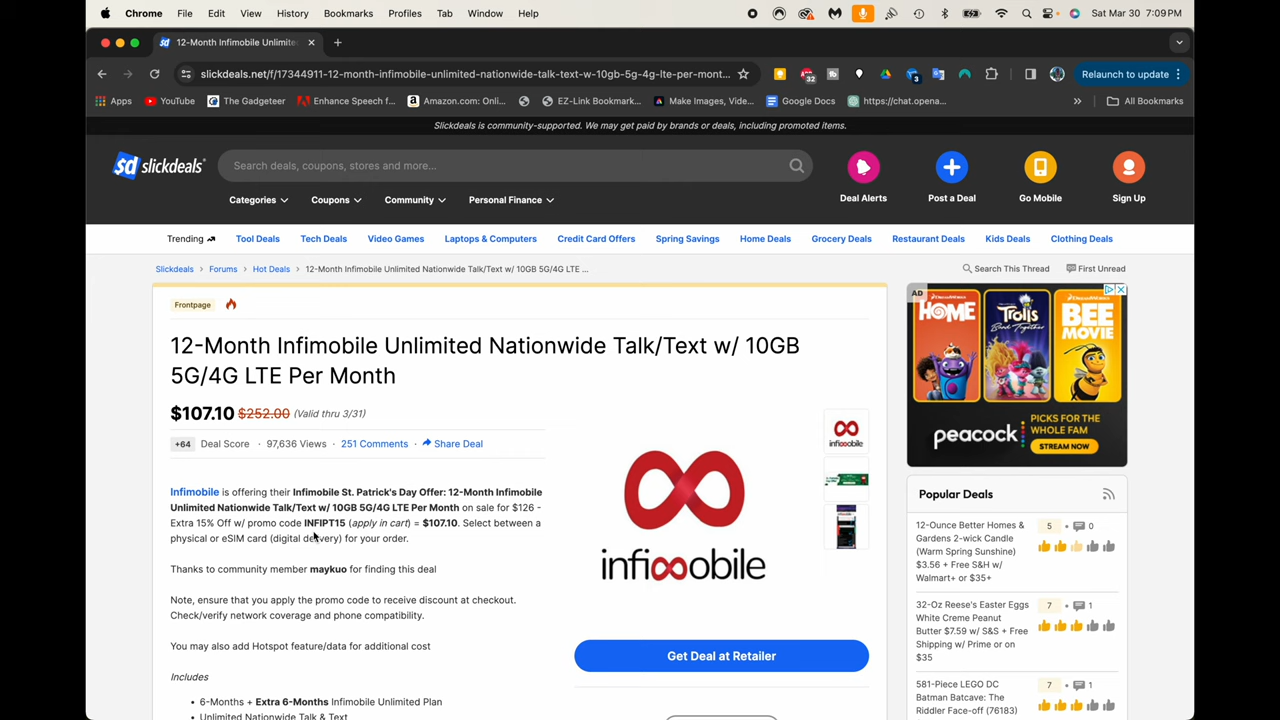 Chrome File Edit View History Bookmarks Profiles Tab Window Help Sat Mar 30 7:09 PM
12-Month Infimobile Unlimite
slickdeals.net/f/17344911-12-month-infimobile-unlimited-nationwide-talk-text-w-10gb-5g-4g-lte-per-mont... 32 3 Relaunch to update
Apps YouTube The Gadgeteer Enhance Speech f... Amazon.com: Onli... EZ-Link Bookmark... Make Images, Vide... Google Docs https://chat.opena... » All Bookmarks
Slickdeals is community-supported. We may get paid by brands or deals, including promoted items.
sd slickdeals Search deals, coupons, stores and more...
Deal Alerts Post a Deal Go Mobile Sign Up
Categories Coupons Community Personal Finance
Trending Tool Deals Tech Deals Video Games Laptops & Computers Credit Card Offers Spring Savings Home Deals Grocery Deals Restaurant Deals Kids Deals Clothing Deals
Slickdeals > Forums > Hot Deals > 12-Month Infimobile Unlimited Nationwide Talk/Text w/ 10GB 5G/4G LTE ... Search This Thread First Unread
Frontpage
12-Month Infimobile Unlimited Nationwide Talk/Text w/ 10GB
5G/4G LTE Per Month
$107.10 $252.00 (Valid thru 3/31)
+64 Deal Score · 97,636 Views · 251 Comments · Share Deal
Infimobile is offering their Infimobile St. Patrick's Day Offer: 12-Month Infimobile
Unlimited Nationwide Talk/Text w/ 10GB 5G/4G LTE Per Month on sale for $126 -
Extra 15% Off w/ promo code INFIPT15 (apply in cart) = $107.10. Select between a
physical or eSIM card (digital delivery) for your order.
Thanks to community member maykuo for finding this deal
Note, ensure that you apply the promo code to receive discount at checkout.
Check/verify network coverage and phone compatibility.
You may also add Hotspot feature/data for additional cost
Includes
• 6-Months + Extra 6-Months Infimobile Unlimited Plan
• Unlimited Nationwide Talk & Text
infimobile
infimobile
Get Deal at Retailer
AD
HOME
Trolls
Band Together
BEE
MOVIE
peacock
PICKS FOR THE
WHOLE FAM
STREAM NOW
Popular Deals
12-Ounce Better Homes &
Gardens 2-wick Candle
(Warm Spring Sunshine)
$3.56 + Free S&H w/
Walmart+ or $35+
5 • 0
32-Oz Reese's Easter Eggs
White Creme Peanut
Butter $7.59 w/ S&S + Free
Shipping w/ Prime or on
$35
7 • 1
581-Piece LEGO DC
Batman Batcave: The
Riddler Face-off (76183)
7 • 1